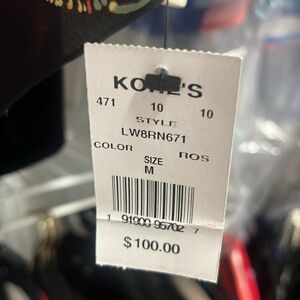 KOHL'S
471 10 10
STYLE
LW8RN671
COLOR ROS
SIZE
M
1 91900 95702 7
$100.00